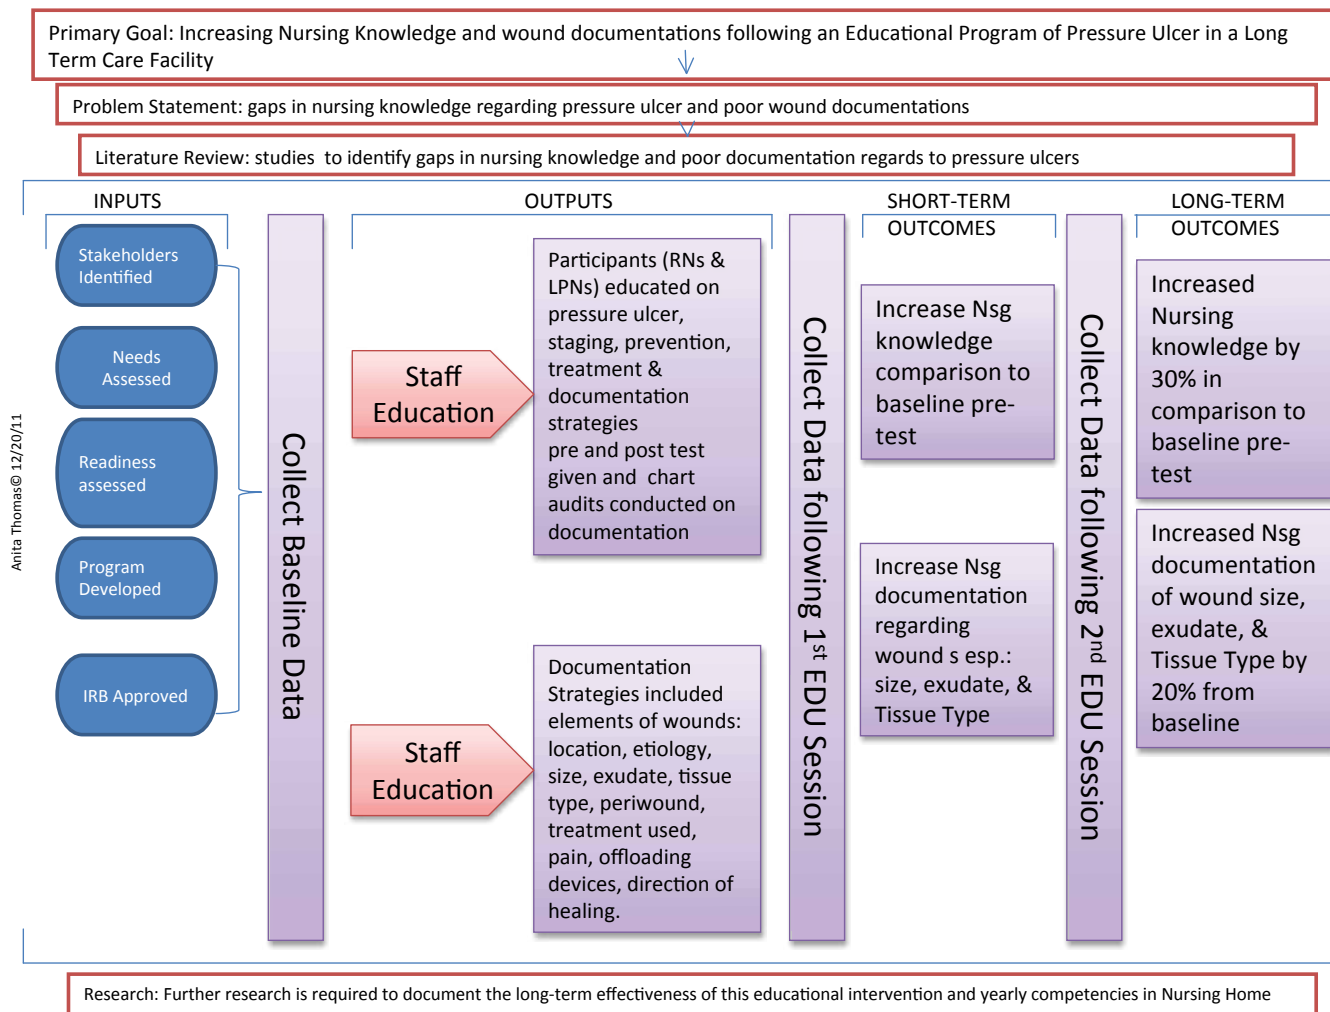 Primary Goal: Increasing Nursing Knowledge and wound documentations following an Educational Program of Pressure Ulcer in a Long
Term Care Facility
Problem Statement: gaps in nursing knowledge regarding pressure ulcer and poor wound documentations
Literature Review: studies to identify gaps in nursing knowledge and poor documentation regards to pressure ulcers
INPUTS
Stakeholders
Identified
Needs
Assessed
Readiness
assessed
Program
Developed
IRB Approved
Anita Thomas© 12/20/11
Collect Baseline Data
OUTPUTS
Staff
Education
Participants (RNs &
LPNs) educated on
pressure ulcer,
staging, prevention,
treatment &
documentation
strategies
pre and post test
given and chart
audits conducted on
documentation
Staff
Education
Documentation
Strategies included
elements of wounds:
location, etiology,
size, exudate, tissue
type, periwound,
treatment used,
pain, offloading
devices, direction of
healing.
Collect Data following 1st EDU Session
SHORT-TERM
OUTCOMES
Increase Nsg
knowledge
comparison to
baseline pre-
test
Increase Nsg
documentation
regarding
wound s esp.:
size, exudate, &
Tissue Type
Collect Data following 2nd EDU Session
LONG-TERM
OUTCOMES
Increased
Nursing
knowledge by
30% in
comparison to
baseline pre-
test
Increased Nsg
documentation
of wound size,
exudate, &
Tissue Type by
20% from
baseline
Research: Further research is required to document the long-term effectiveness of this educational intervention and yearly competencies in Nursing Home